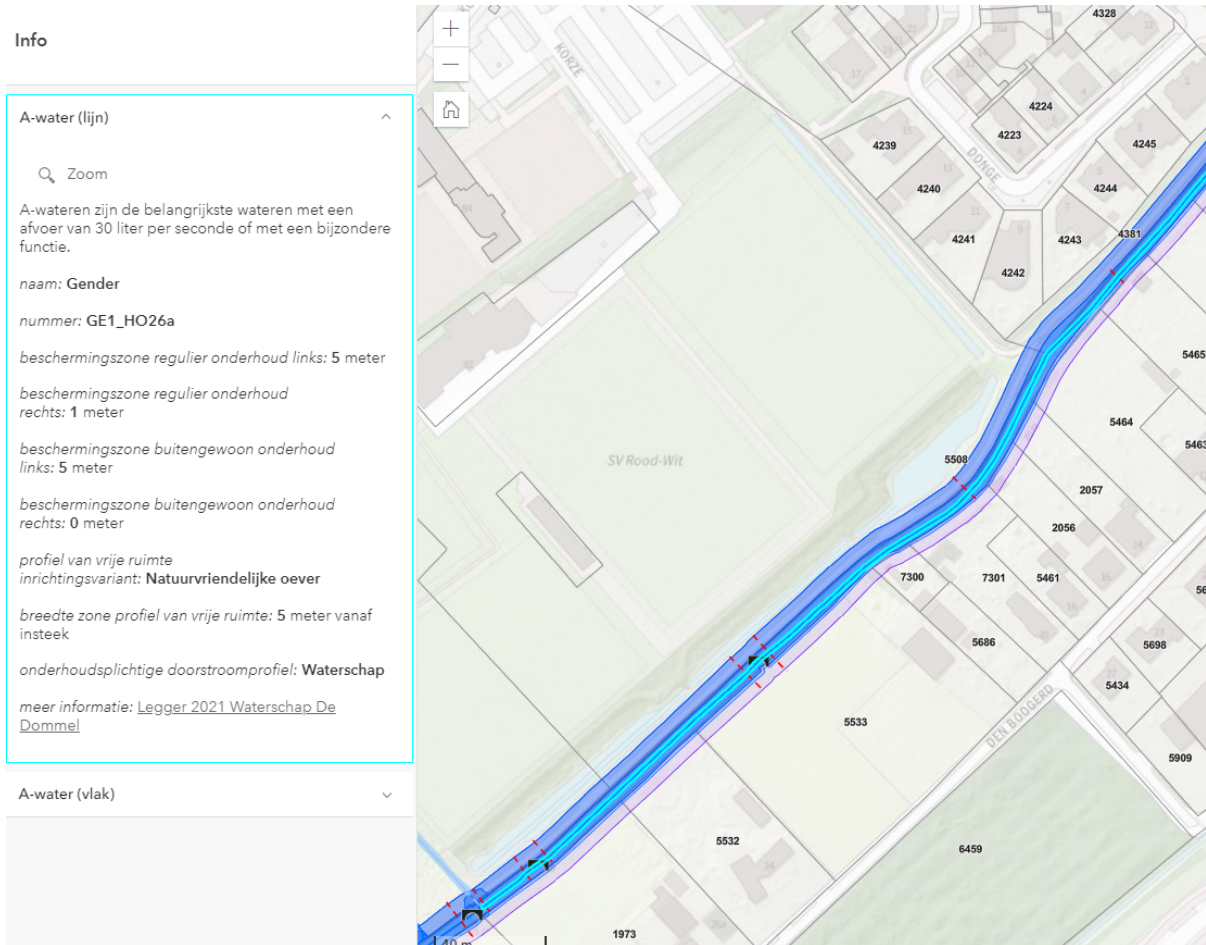 Info
A-water (lijn)
Zoom
A-wateren zijn de belangrijkste wateren met een
afvoer van 30 liter per seconde of met een bijzondere
functie.
naam: Gender
nummer: GE1_HO26a
beschermingszone regulier onderhoud links: 5 meter
beschermingszone regulier onderhoud
rechts: 1 meter
beschermingszone buitengewoon onderhoud
links: 5 meter
beschermingszone buitengewoon onderhoud
rechts: 0 meter
profiel van vrije ruimte
inrichtingsvariant: Natuurvriendelijke oever
breedte zone profiel van vrije ruimte: 5 meter vanaf
insteek
onderhoudsplichtige doorstroomprofiel: Waterschap
meer informatie: Legger 2021 Waterschap De
Dommel
A-water (vlak)
KORZE
4328
4224
4223
4239
4245
DONGE
4240
4244
4241
4243
4381
4242
5465
5464
5463
SV Rood-Wit
5508
2057
2056
7300
7301
5461
5686
5698
5434
5533
DEN BOOGERD
5909
5532
6459
1973
40 m